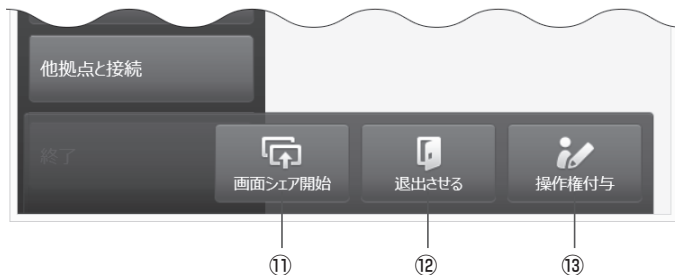 他拠点と接続
終了
画面シェア開始
退出させる
操作権付与
⑪
⑫
⑬